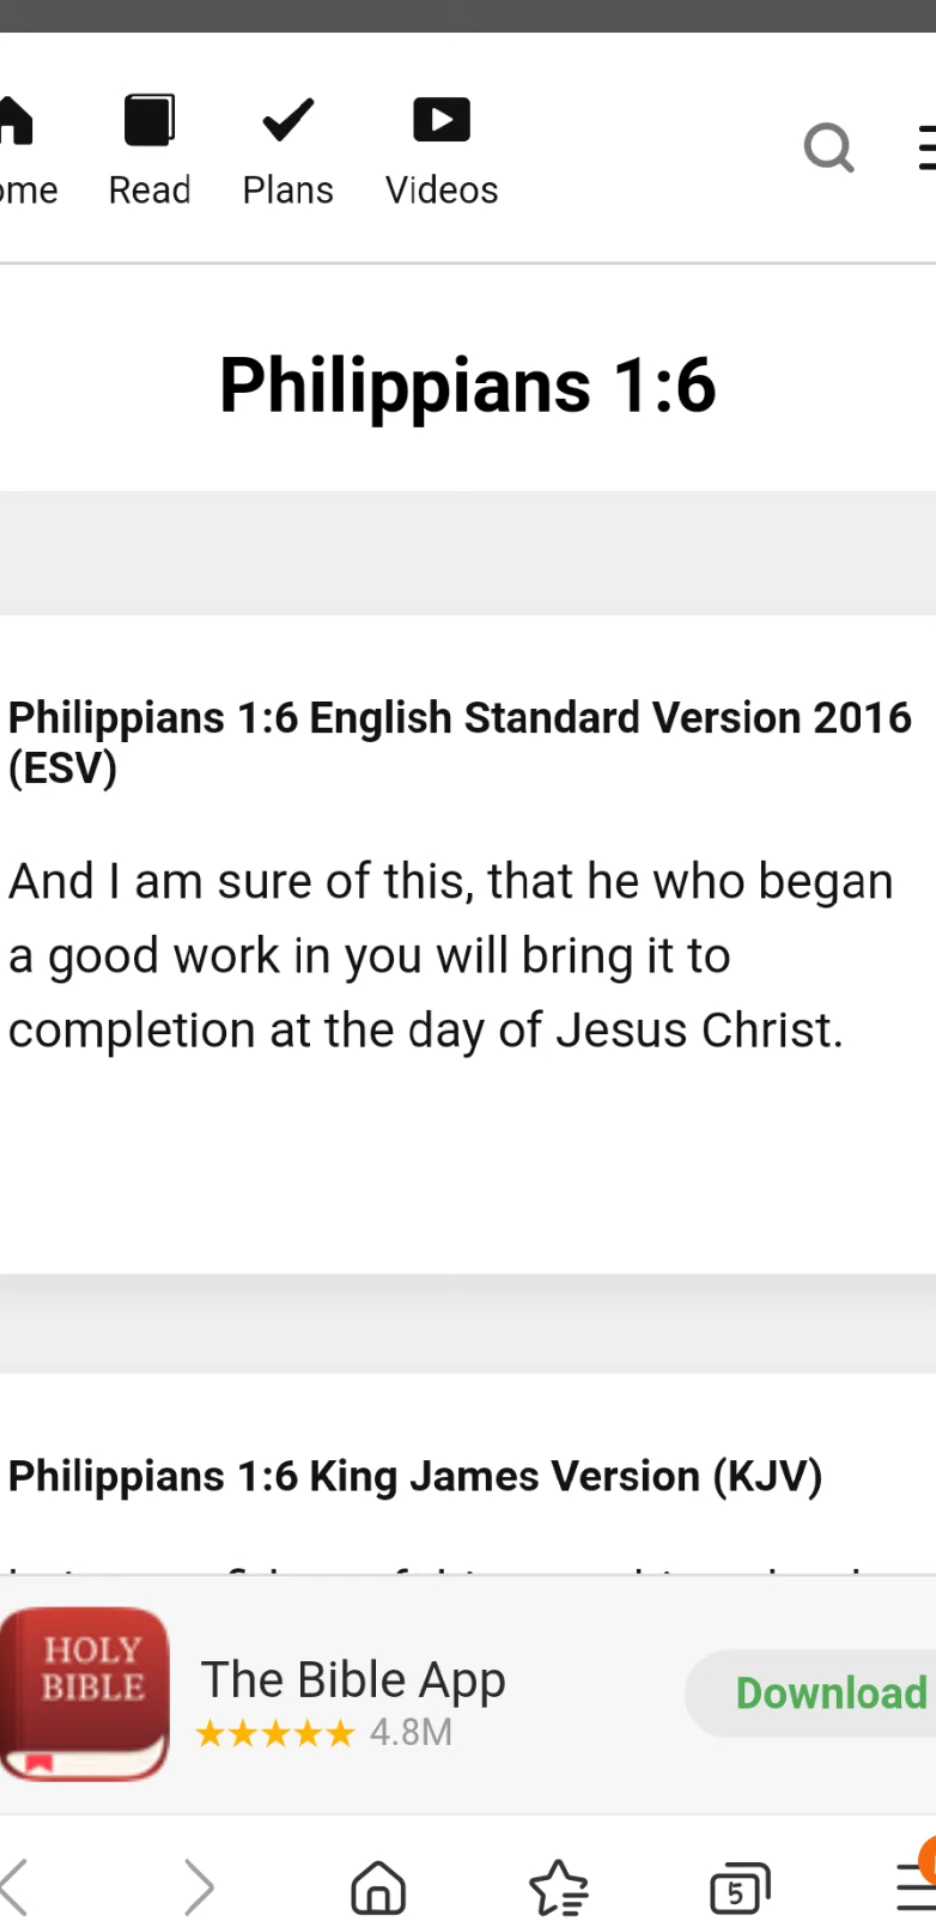 ome Read Plans Videos
Philippians 1:6
Philippians 1:6 English Standard Version 2016
(ESV)
And I am sure of this, that he who began
a good work in you will bring it to
completion at the day of Jesus Christ.
Philippians 1:6 King James Version (KJV)
HOLY
BIBLE
The Bible App
4.8M
Download
5